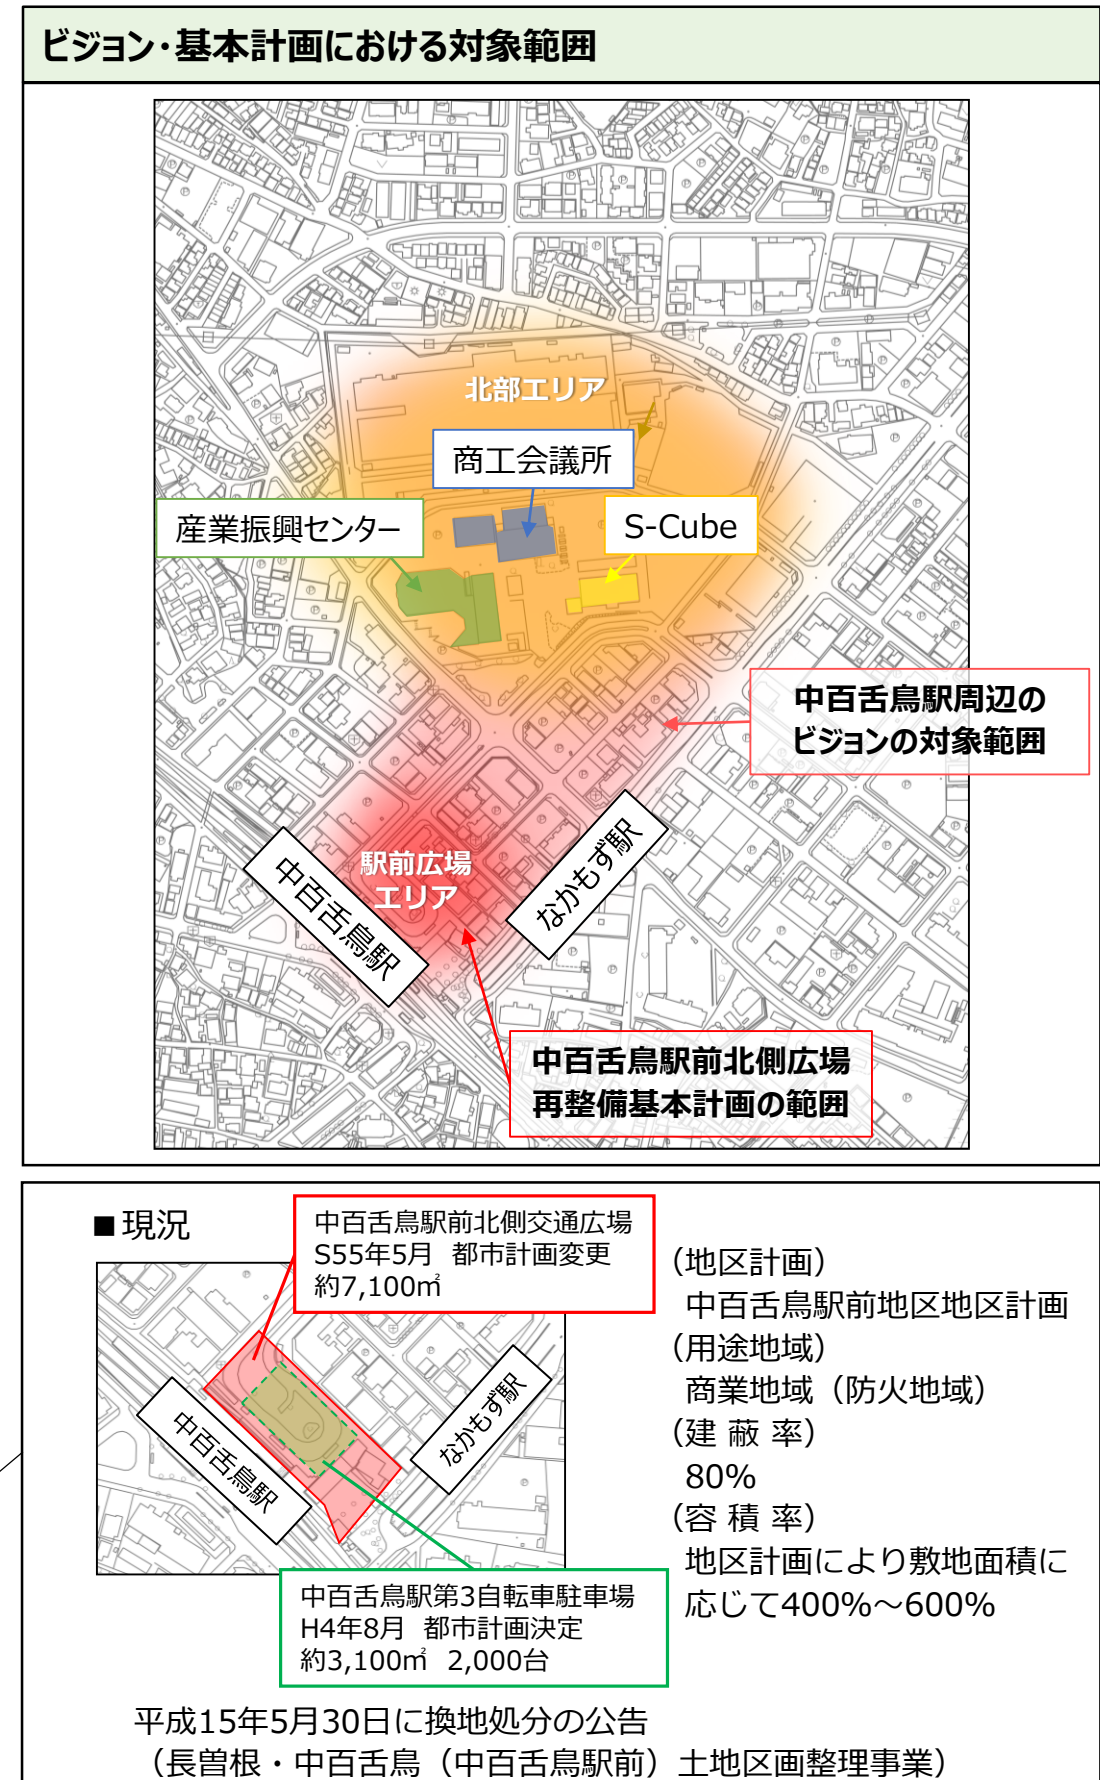 ビジョン・基本計画における対象範囲
北部エリア
商工会議所
産業振興センター
S-Cube
中百舌鳥駅周辺の
ビジョンの対象範囲
駅前広場
エリア
中百舌鳥駅
なかもず駅
中百舌鳥駅前北側広場
再整備基本計画の範囲
■現況
中百舌鳥駅前北側交通広場
S55年5月 都市計画変更
約7,100㎡
中百舌鳥駅
なかもず駅
中百舌鳥駅第3自転車駐車場
H4年8月 都市計画決定
約3,100㎡ 2,000台
（地区計画）
中百舌鳥駅前地区地区計画
（用途地域）
商業地域（防火地域）
（建 蔽 率）
80%
（容 積 率）
地区計画により敷地面積に
応じて400%～600%
平成15年5月30日に換地処分の公告
（長曽根・中百舌鳥（中百舌鳥駅前）土地区画整理事業）